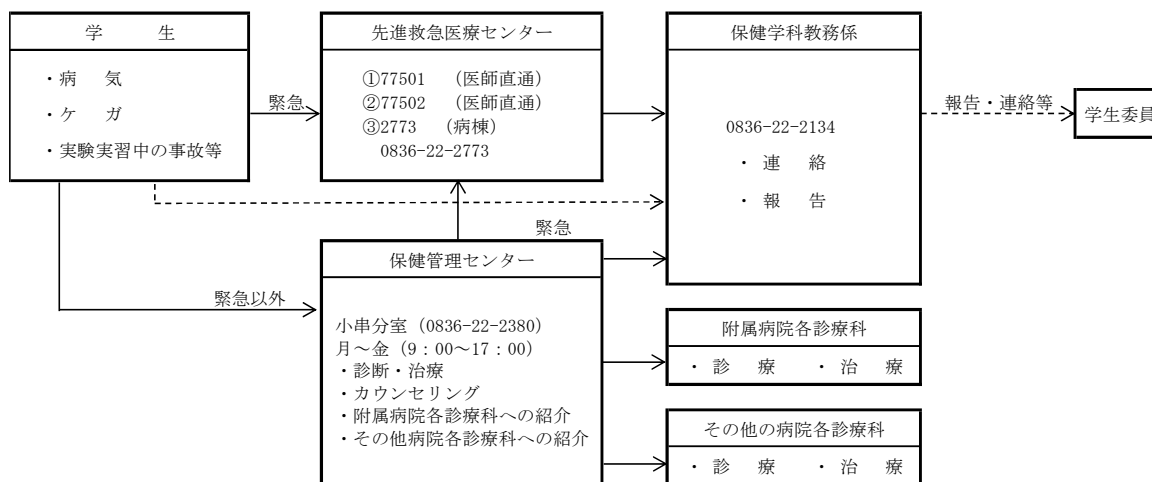 学　　生
・病　気
・ケ　ガ
・実験実習中の事故等
緊急
先進救急医療センター
①77501　（医師直通）
②77502　（医師直通）
③2773　（病棟）
0836-22-2773
保健学科教務係
0836-22-2134
・ 連　絡
・ 報　告
報告・連絡等
学生委員
緊急
緊急以外
保健管理センター
小串分室（0836-22-2380）
月～金（9：00～17：00）
・診断・治療
・カウンセリング
・附属病院各診療科への紹介
・その他病院各診療科への紹介
附属病院各診療科
・ 診　療　　・ 治　療
その他の病院各診療科
・ 診　療　　・ 治　療